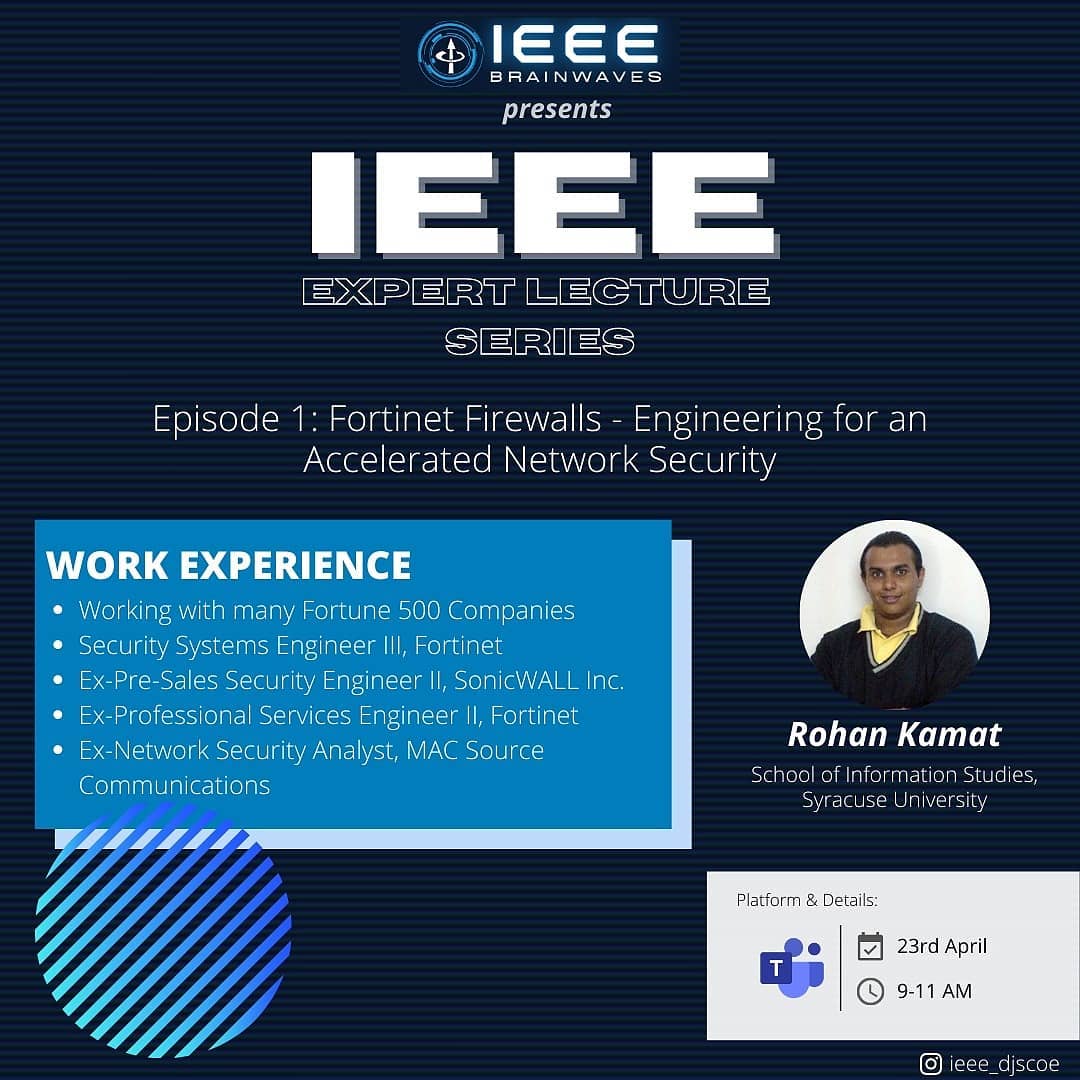 IEEE
BRAINWAVES
presents
IEEE
EXPERT LECTURE
SERIES
Episode 1: Fortinet Firewalls - Engineering for an
Accelerated Network Security
WORK EXPERIENCE
• Working with many Fortune 500 Companies
• Security Systems Engineer III, Fortinet
• Ex-Pre-Sales Security Engineer II, SonicWALL Inc.
• Ex-Professional Services Engineer II, Fortinet
• Ex-Network Security Analyst, MAC Source
Communications
Rohan Kamat
School of Information Studies,
Syracuse University
Platform & Details:
T
23rd April
9-11 AM
ieee_djscoe